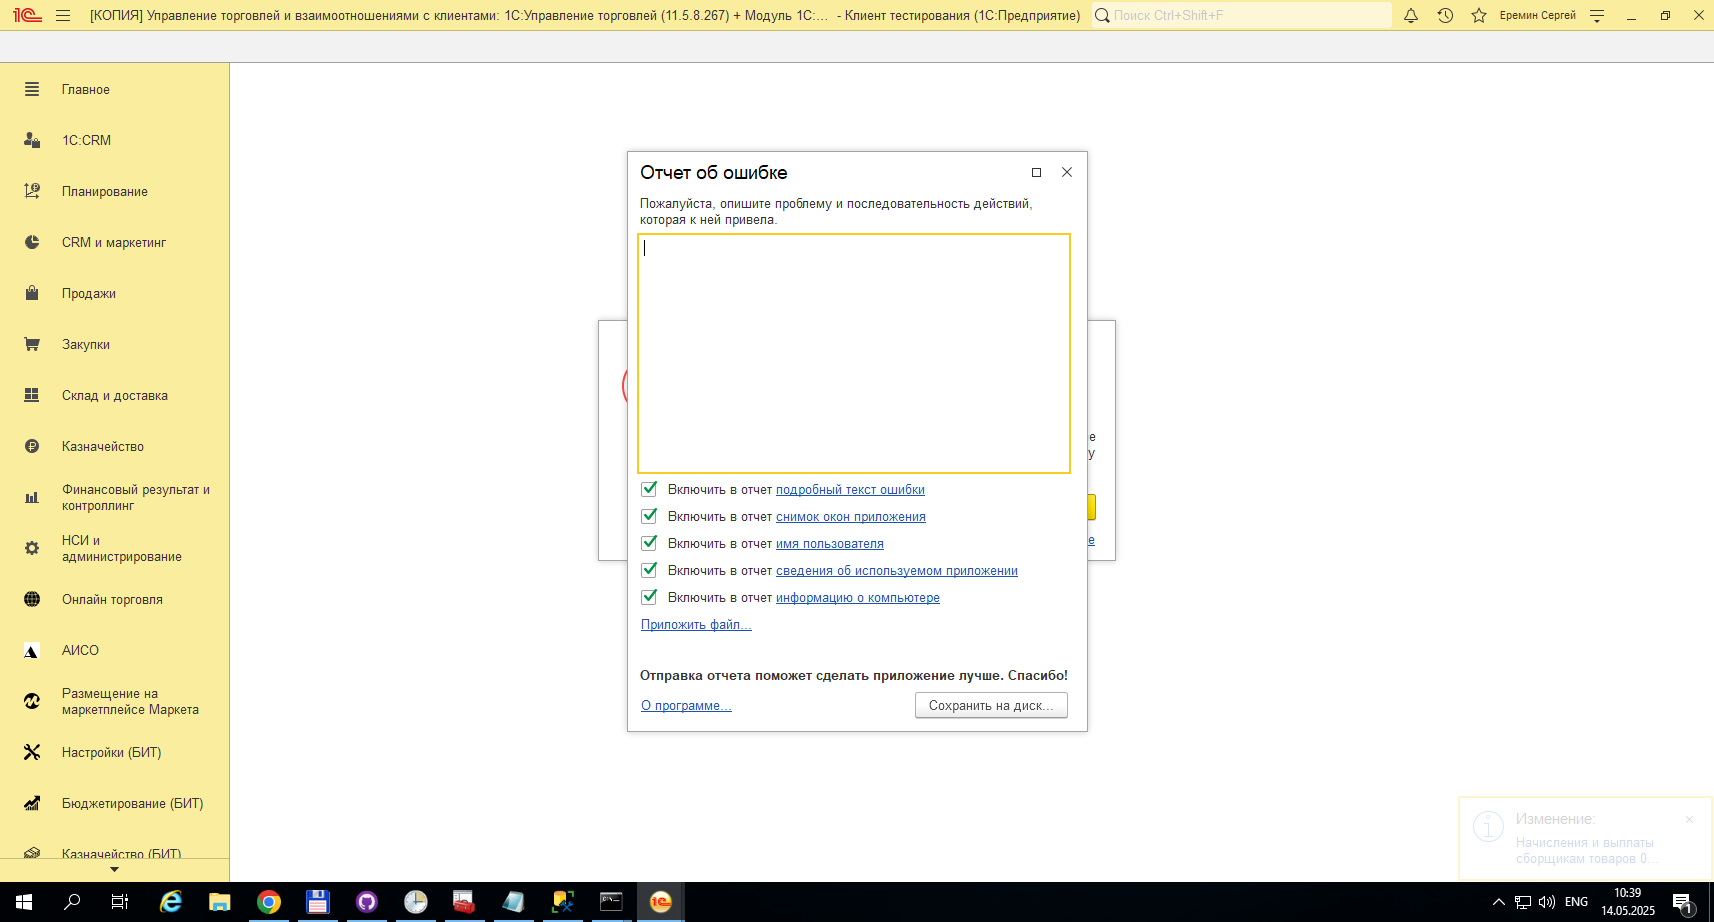 1С [КОПИЯ] Управление торговлей и взаимоотношениями с клиентами: 1С:Управление торговлей (11.5.8.267) + Модуль 1С:... - Клиент тестирования (1С:Предприятие) Поиск Ctrl+Shift+F Еремин Сергей
Главное
1С:CRM
Планирование
CRM и маркетинг
Продажи
Закупки
Склад и доставка
Казначейство
Финансовый результат и
контроллинг
НСИ и
администрирование
Онлайн торговля
АИСО
Размещение на
маркетплейсе Маркета
Настройки (БИТ)
Бюджетирование (БИТ)
Казначейство (БИТ)
Отчет об ошибке
Пожалуйста, опишите проблему и последовательность действий,
которая к ней привела.
Включить в отчет подробный текст ошибки
Включить в отчет снимок окон приложения
Включить в отчет имя пользователя
Включить в отчет сведения об используемом приложении
Включить в отчет информацию о компьютере
Приложить файл...
Отправка отчета поможет сделать приложение лучше. Спасибо!
О программе...
Сохранить на диск...
е
у
е
Изменение:
Начисления и выплаты
сборщикам товаров 0...
ENG
10:39
14.05.2025
1